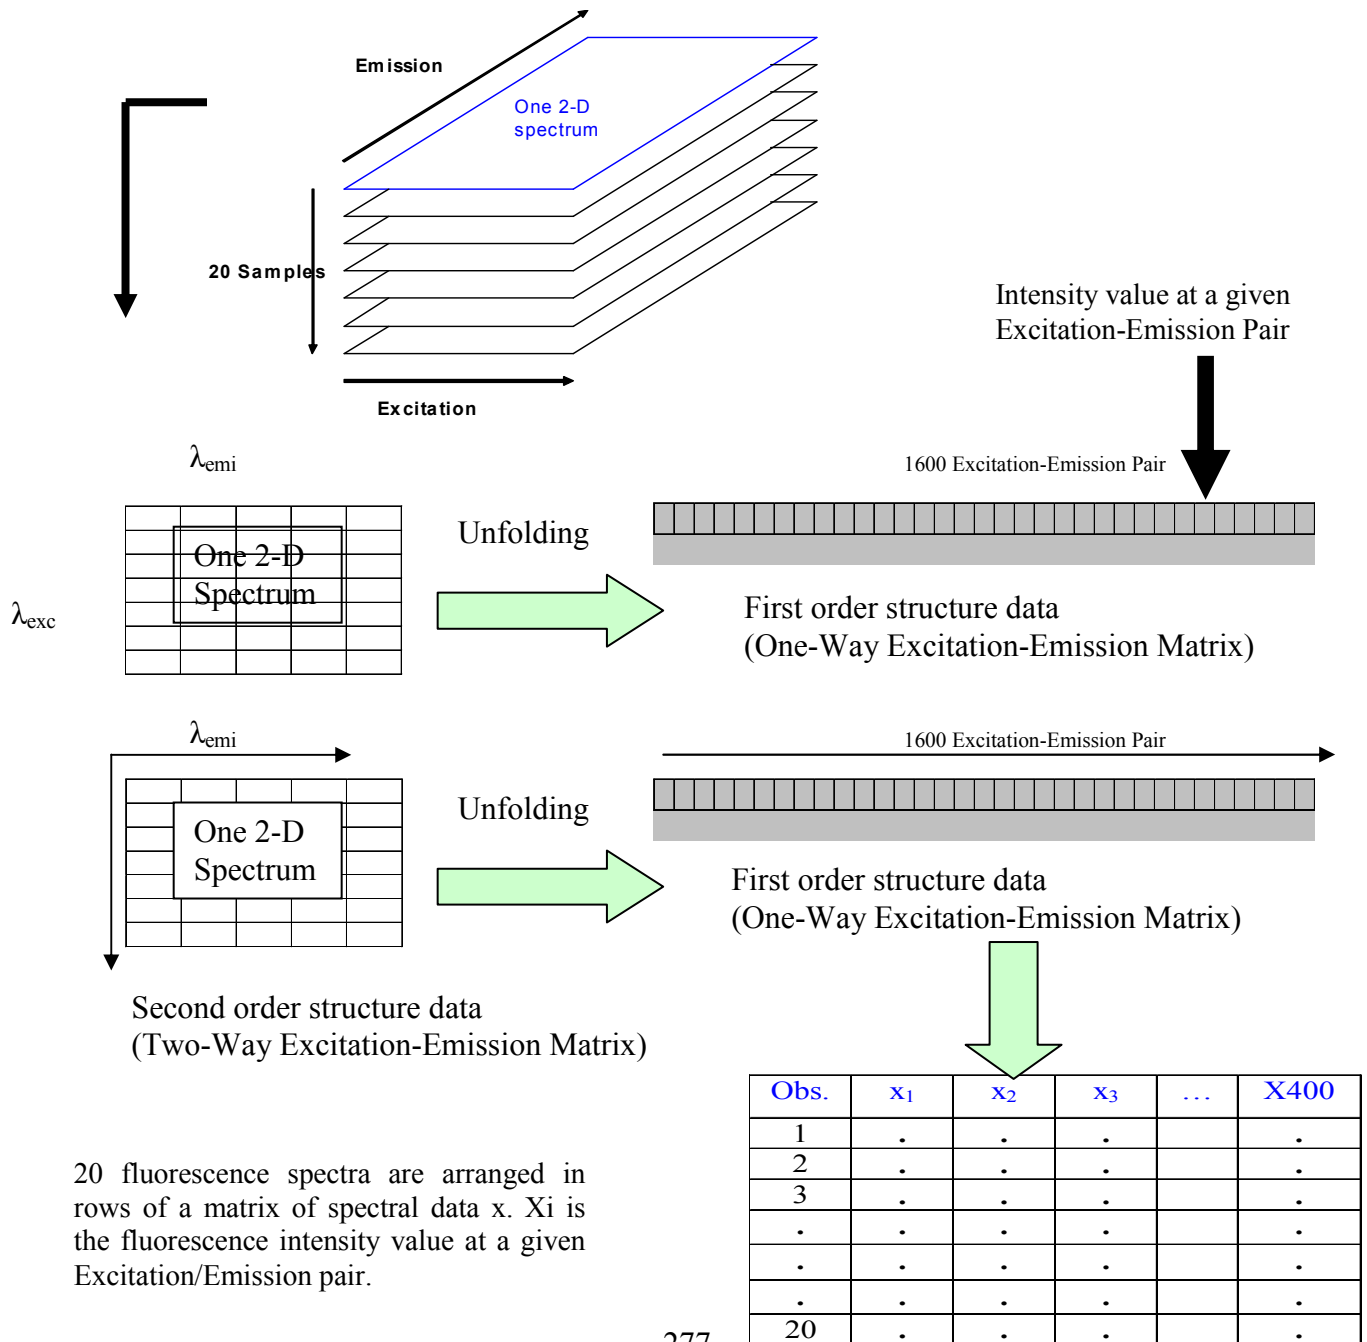 Emission
One 2-D
spectrum
20 Samples
Excitation
Intensity value at a given
Excitation-Emission Pair
λemi
1600 Excitation-Emission Pair
λexc
One 2-D
Spectrum
Unfolding
First order structure data
(One-Way Excitation-Emission Matrix)
λemi
1600 Excitation-Emission Pair
One 2-D
Spectrum
Unfolding
First order structure data
(One-Way Excitation-Emission Matrix)
Second order structure data
(Two-Way Excitation-Emission Matrix)
20 fluorescence spectra are arranged in
rows of a matrix of spectral data x. Xi is
the fluorescence intensity value at a given
Excitation/Emission pair.
Obs. x1 x2 x3 … X400
1 . . . .
2 . . . .
3 . . . .
. . . . .
. . . . .
. . . . .
20 . . . .
277